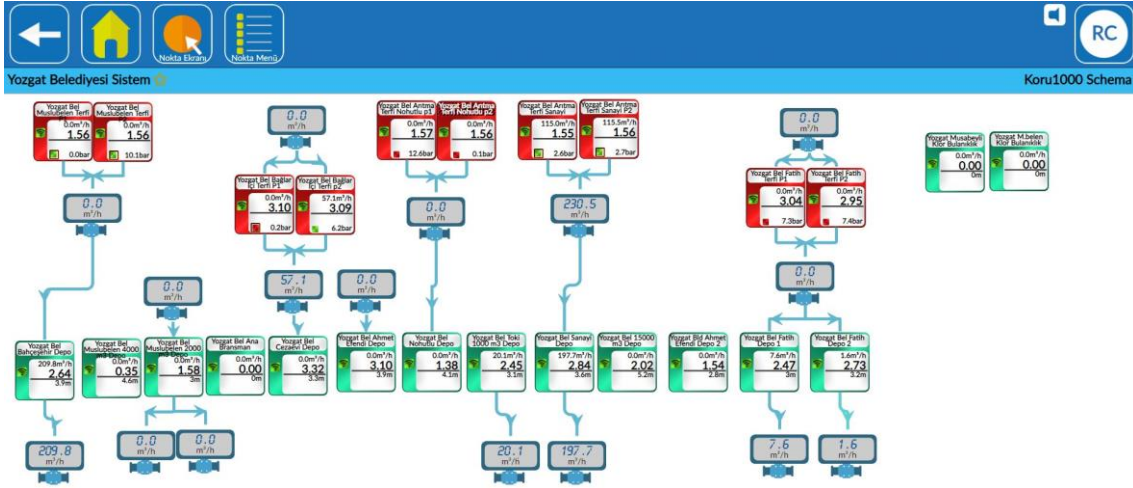 Nokta Ekranı
Nokta Menü
RC
Yozgat Belediyesi Sistem
Koru1000 Schema
Yozgat Bel
Muslubelen Terfi
0.0m³/h
1.56
0.0bar
Yozgat Bel
Muslubelen Terfi
0.0m³/h
1.56
10.1bar
0.0
m³/h
0.0
m³/h
Yozgat Bel Bağlar
İçi Terfi P1
0.0m³/h
3.10
0.2bar
Yozgat Bel Bağlar
İçi Terfi p2
57.1m³/h
3.09
6.2bar
57.1
m³/h
Yozgat Bel Arıtma
Terfi Nohutlu p1
0.0m³/h
1.57
12.6bar
Yozgat Bel Arıtma
Terfi Nohutlu p2
0.0m³/h
1.56
0.1bar
0.0
m³/h
Yozgat Bel Arıtma
Terfi Sanayi
115.0m³/h
1.55
2.6bar
Yozgat Bel Arıtma
Terfi Sanayi P2
115.5m³/h
1.56
2.7bar
230.5
m³/h
0.0
m³/h
Yozgat Bel Fatih
Terfi P1
0.0m³/h
3.04
7.3bar
Yozgat Bel Fatih
Terfi P2
0.0m³/h
2.95
7.4bar
0.0
m³/h
Yozgat Musabeyli
Klor Bulanıklık
0.0m³/h
0.00
0m
Yozgat M.belen
Klor Bulanıklık
0.0m³/h
0.00
0m
0.0
m³/h
0.0
m³/h
Yozgat Bel
Bahçeşehir Depo
209.8m³/h
2.64
3.9m
Yozgat Bel
Muslubelen 4000
m3 Depo
0.0m³/h
0.35
4.6m
Yozgat Bel
Muslubelen 2000
m3 Depo
0.0m³/h
1.58
3m
Yozgat Bel Ana
Branşman
0.0m³/h
0.00
0m
Yozgat Bel
Cezaevi Depo
0.0m³/h
3.32
3.3m
Yozgat Bel Ahmet
Efendi Depo
0.0m³/h
3.10
3.9m
Yozgat Bel
Nohutlu Depo
0.0m³/h
1.38
4.1m
Yozgat Bel Toki
1000 m3 Depo
20.1m³/h
2.45
3.1m
Yozgat Bel Sanayi
Depo
197.7m³/h
2.84
3.6m
Yozgat Bel 15000
m3 Depo
0.0m³/h
2.02
5.2m
Yozgat Bld Ahmet
Efendi Depo 2
0.0m³/h
1.54
2.8m
Yozgat Bel Fatih
Depo 1
7.6m³/h
2.47
3m
Yozgat Bel Fatih
Depo 2
1.6m³/h
2.73
3.2m
209.8
m³/h
0.0
m³/h
0.0
m³/h
20.1
m³/h
197.7
m³/h
7.6
m³/h
1.6
m³/h